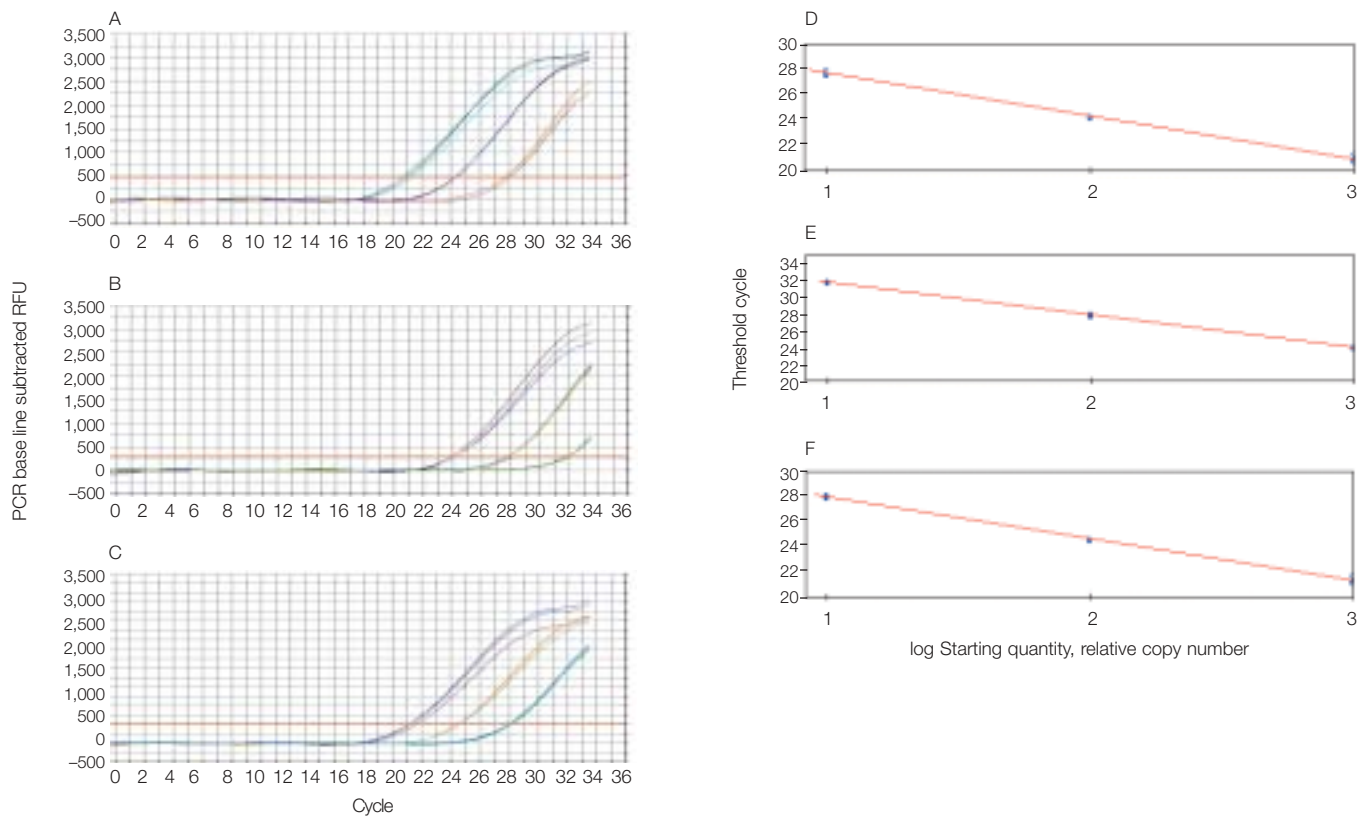 A
3,500
3,000
2,500
2,000
1,500
1,000
500
0
–500
0 2 4 6 8 10 12 14 16 18 20 22 24 26 28 30 32 34 36
B
3,500
3,000
2,500
2,000
1,500
1,000
500
0
–500
0 2 4 6 8 10 12 14 16 18 20 22 24 26 28 30 32 34 36
C
3,500
3,000
2,500
2,000
1,500
1,000
500
0
–500
0 2 4 6 8 10 12 14 16 18 20 22 24 26 28 30 32 34 36
PCR base line subtracted RFU
Cycle
D
30
28
26
24
22
20
1 2 3
E
34
32
30
28
26
24
22
20
1 2 3
F
30
28
26
24
22
20
1 2 3
Threshold cycle
log Starting quantity, relative copy number